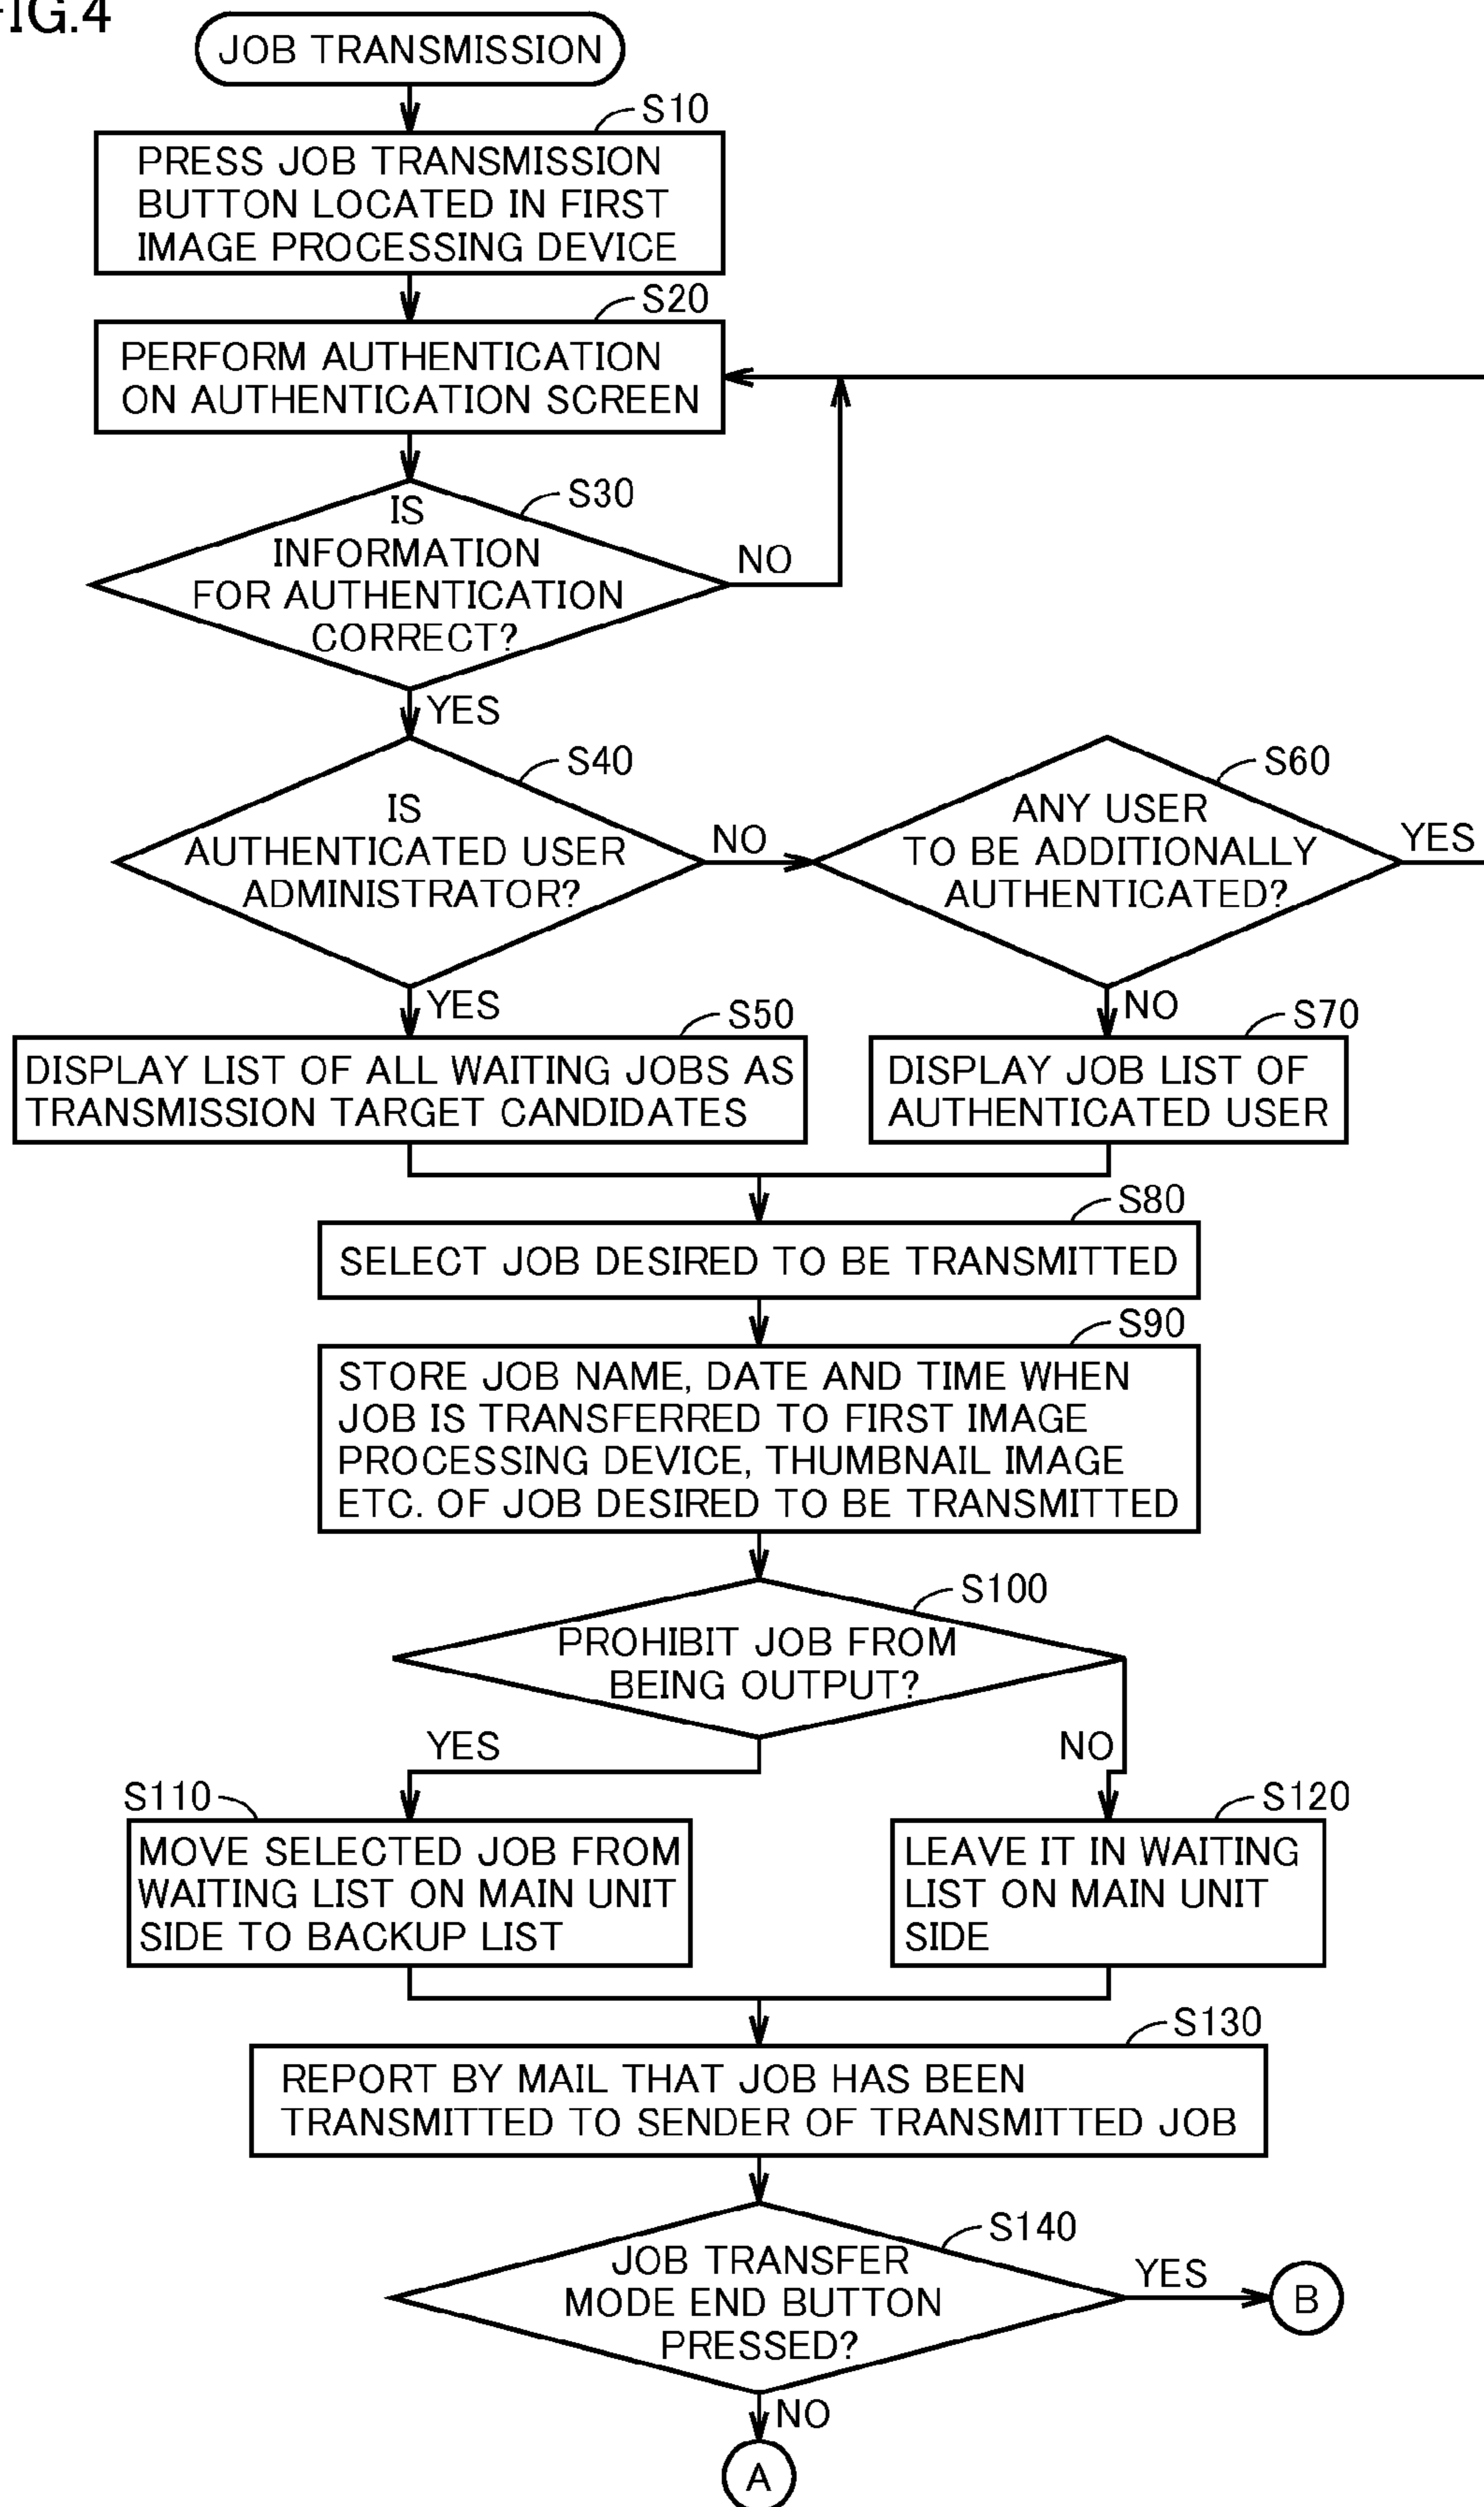 FIG.4
JOB TRANSMISSION
S10
PRESS JOB TRANSMISSION
BUTTON LOCATED IN FIRST
IMAGE PROCESSING DEVICE
S20
PERFORM AUTHENTICATION
ON AUTHENTICATION SCREEN
S30
IS
INFORMATION
FOR AUTHENTICATION
CORRECT?
NO
YES
S40
IS
AUTHENTICATED USER
ADMINISTRATOR?
NO
S60
ANY USER
TO BE ADDITIONALLY
AUTHENTICATED?
YES
YES
NO
S50
DISPLAY LIST OF ALL WAITING JOBS AS
TRANSMISSION TARGET CANDIDATES
S70
DISPLAY JOB LIST OF
AUTHENTICATED USER
S80
SELECT JOB DESIRED TO BE TRANSMITTED
S90
STORE JOB NAME, DATE AND TIME WHEN
JOB IS TRANSFERRED TO FIRST IMAGE
PROCESSING DEVICE, THUMBNAIL IMAGE
ETC. OF JOB DESIRED TO BE TRANSMITTED
S100
PROHIBIT JOB FROM
BEING OUTPUT?
YES
NO
S110
MOVE SELECTED JOB FROM
WAITING LIST ON MAIN UNIT
SIDE TO BACKUP LIST
S120
LEAVE IT IN WAITING
LIST ON MAIN UNIT
SIDE
S130
REPORT BY MAIL THAT JOB HAS BEEN
TRANSMITTED TO SENDER OF TRANSMITTED JOB
S140
JOB TRANSFER
MODE END BUTTON
PRESSED?
YES
B
NO
A